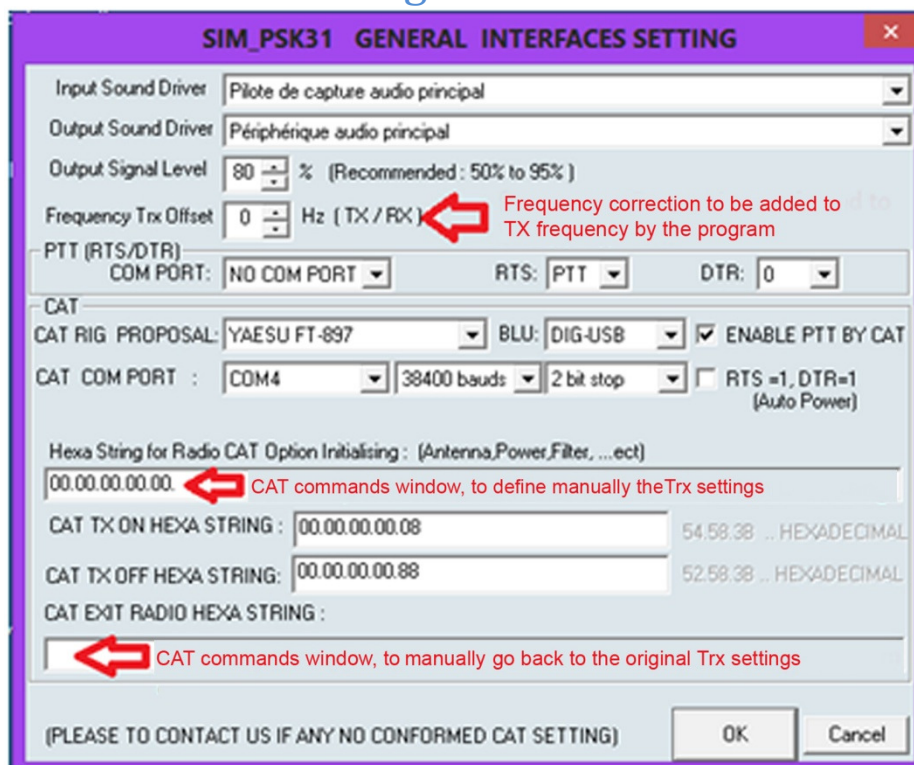 SIM_PSK31 GENERAL INTERFACES SETTING
Input Sound Driver Pilote de capture audio principal
Output Sound Driver Périphérique audio principal
Output Signal Level 80 % (Recommended : 50% to 95% )
Frequency Trx Offset 0 Hz ( TX / RX )
Frequency correction to be added to
TX frequency by the program
PTT (RTS/DTR)
COM PORT: NO COM PORT RTS: PTT DTR: 0
CAT
CAT RIG PROPOSAL: YAESU FT-897 BLU: DIG-USB ENABLE PTT BY CAT
CAT COM PORT : COM4 38400 bauds 2 bit stop RTS =1, DTR=1
(Auto Power)
Hexa String for Radio CAT Option Initialising : (Antenna,Power,Filter, ...ect)
00.00.00.00.00. CAT commands window, to define manually theTrx settings
CAT TX ON HEXA STRING : 00.00.00.00.08 54.58.38 .. HEXADECIMAL
CAT TX OFF HEXA STRING: 00.00.00.00.88 52.58.38 .. HEXADECIMAL
CAT EXIT RADIO HEXA STRING :
CAT commands window, to manually go back to the original Trx settings
(PLEASE TO CONTACT US IF ANY NO CONFORMED CAT SETTING) OK Cancel